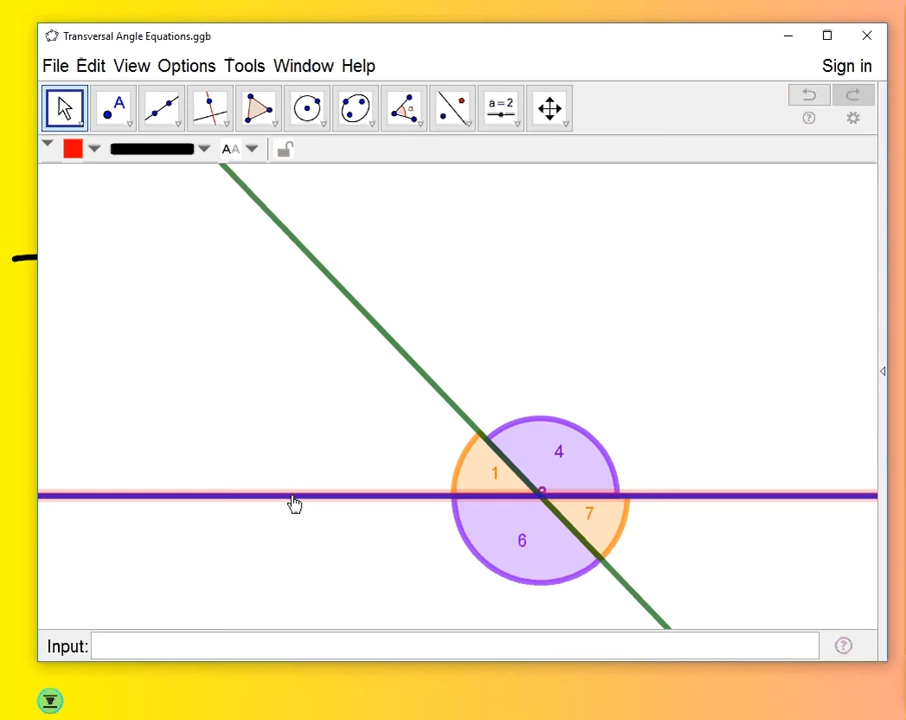 Transversal Angle Equations.ggb
File Edit View Options Tools Window Help Sign in
A α a=2
AA
4
1
7
6
Input: